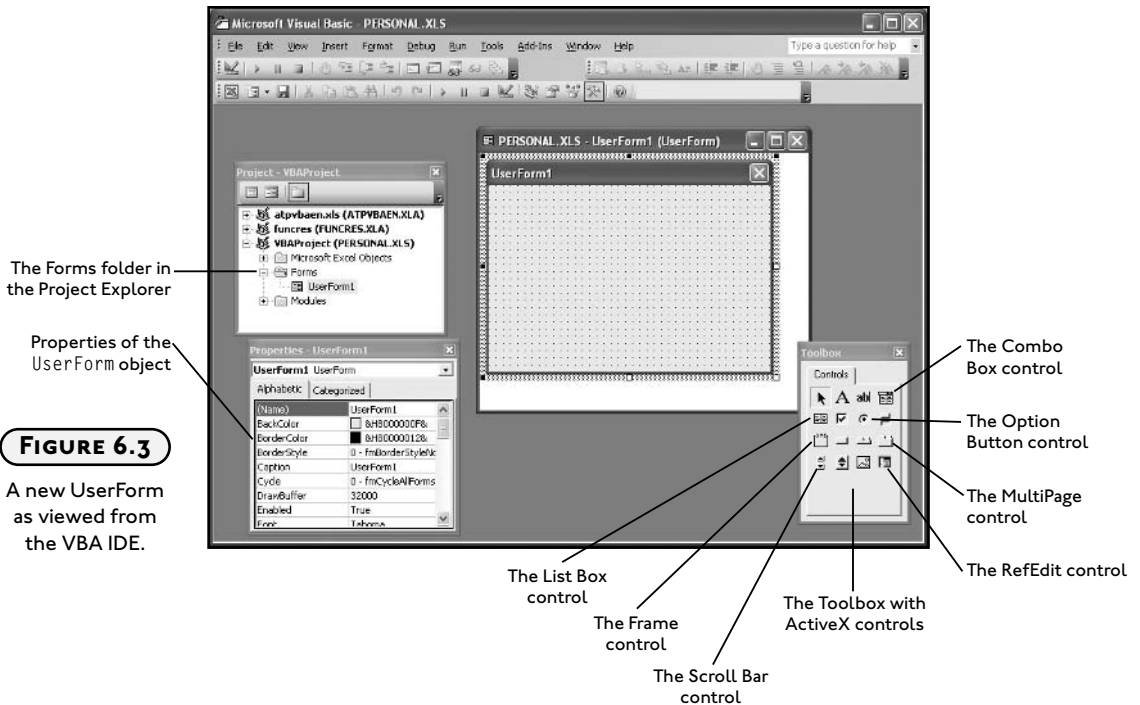 Microsoft Visual Basic - PERSONAL.XLS
File Edit View Insert Format Debug Run Tools Add-Ins Window Help
Type a question for help
PERSONAL.XLS - UserForm1 (UserForm)
UserForm1
Project - VBAProject
atpvbaen.xls (ATPVBAEN.XLA)
funcres (FUNCRES.XLA)
VBAProject (PERSONAL.XLS)
Microsoft Excel Objects
Forms
UserForm1
Modules
The Forms folder in
the Project Explorer
Properties of the
UserForm object
Properties - UserForm1
UserForm1 UserForm
Alphabetic Categorized
(Name) UserForm1
BackColor &H8000000F&
BorderColor &H80000012&
BorderStyle 0 - fmBorderStyleNo
Caption UserForm1
Cycle 0 - fmCycleAllForms
DrawBuffer 32000
Enabled True
Font Tahoma
Toolbox
Controls
A abl
The Combo
Box control
The Option
Button control
The MultiPage
control
The RefEdit control
FIGURE 6.3
A new UserForm
as viewed from
the VBA IDE.
The List Box
control
The Frame
control
The Scroll Bar
control
The Toolbox with
ActiveX controls